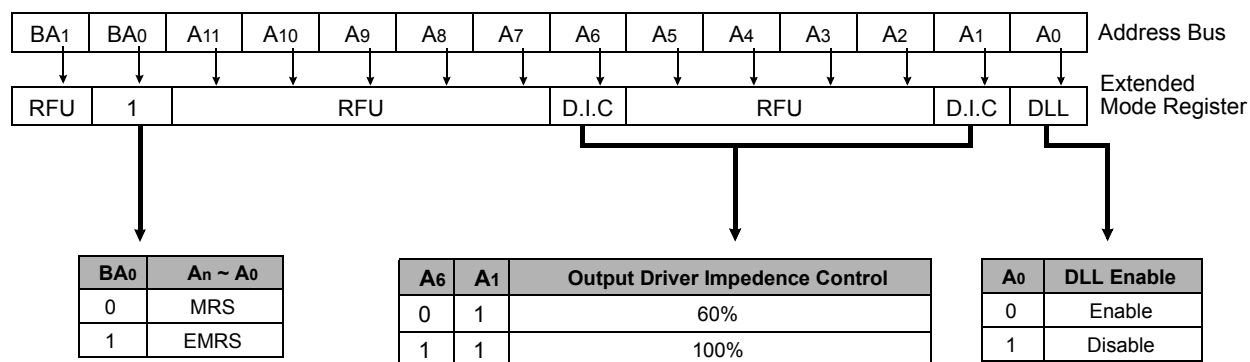 BA1 BA0 A11 A10 A9 A8 A7 A6 A5 A4 A3 A2 A1 A0 Address Bus
RFU 1 RFU D.I.C RFU D.I.C DLL Extended
Mode Register
BA0 An ~ A0
0 MRS
1 EMRS
A6 A1 Output Driver Impedence Control
0 1 60%
1 1 100%
A0 DLL Enable
0 Enable
1 Disable